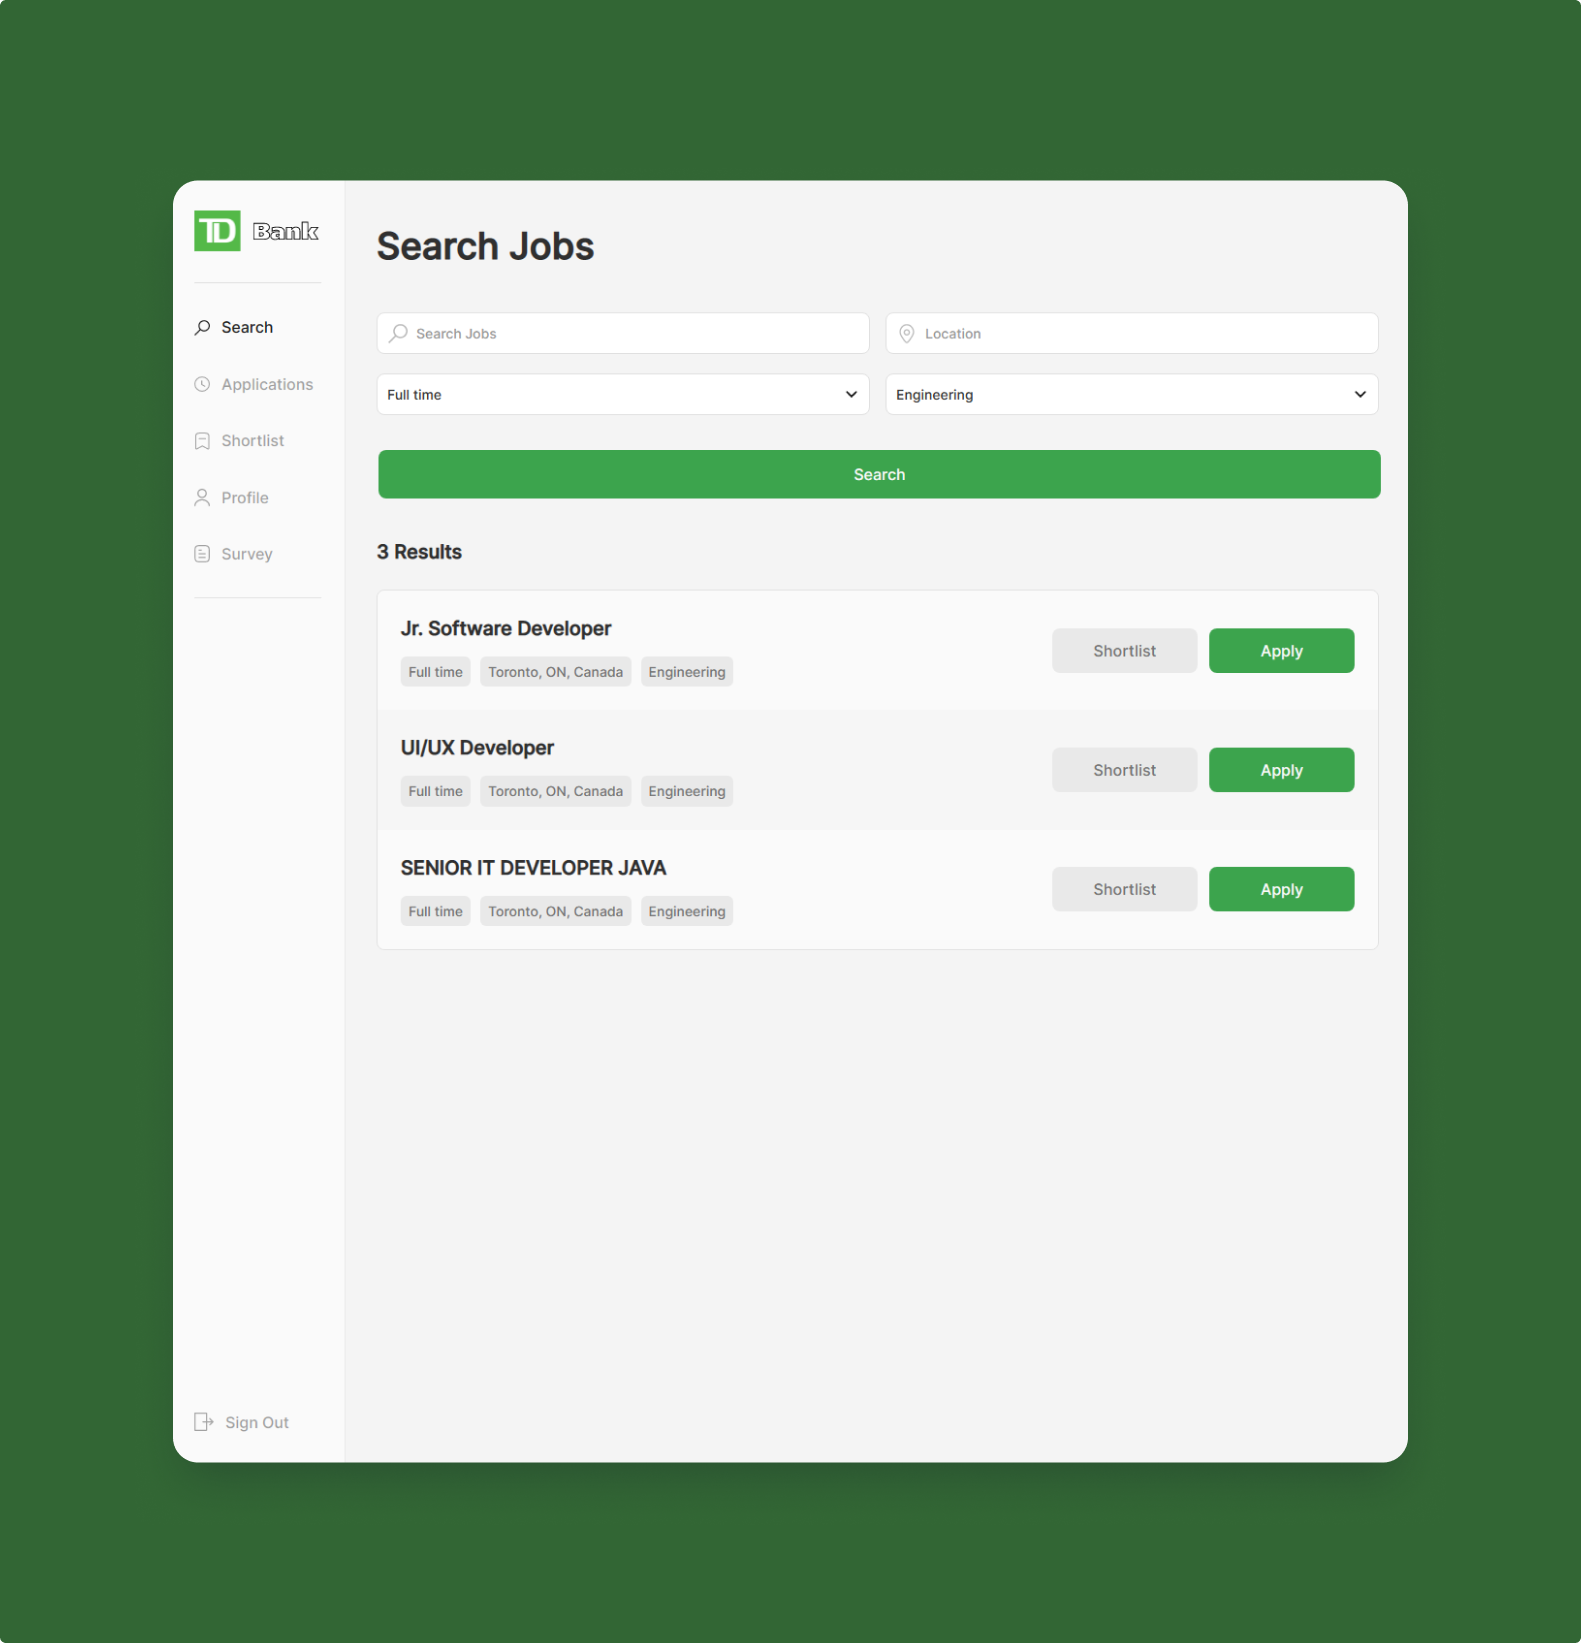 TD Bank
Search
Applications
Shortlist
Profile
Survey
Sign Out
Search Jobs
Search Jobs
Location
Full time
Engineering
Search
3 Results
Jr. Software Developer
Full time Toronto, ON, Canada Engineering
Shortlist Apply
UI/UX Developer
Full time Toronto, ON, Canada Engineering
Shortlist Apply
SENIOR IT DEVELOPER JAVA
Full time Toronto, ON, Canada Engineering
Shortlist Apply